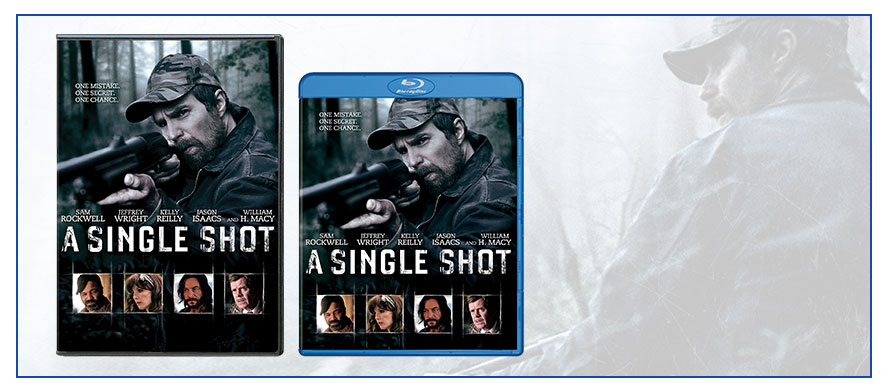 ONE MISTAKE.
ONE SECRET.
ONE CHANCE.
SAM ROCKWELL JEFFREY WRIGHT KELLY REILLY JASON ISAACS AND WILLIAM H. MACY
A SINGLE SHOT
Blu-ray Disc
ONE MISTAKE.
ONE SECRET.
ONE CHANCE.
SAM ROCKWELL JEFFREY WRIGHT KELLY REILLY JASON ISAACS AND WILLIAM H. MACY
A SINGLE SHOT